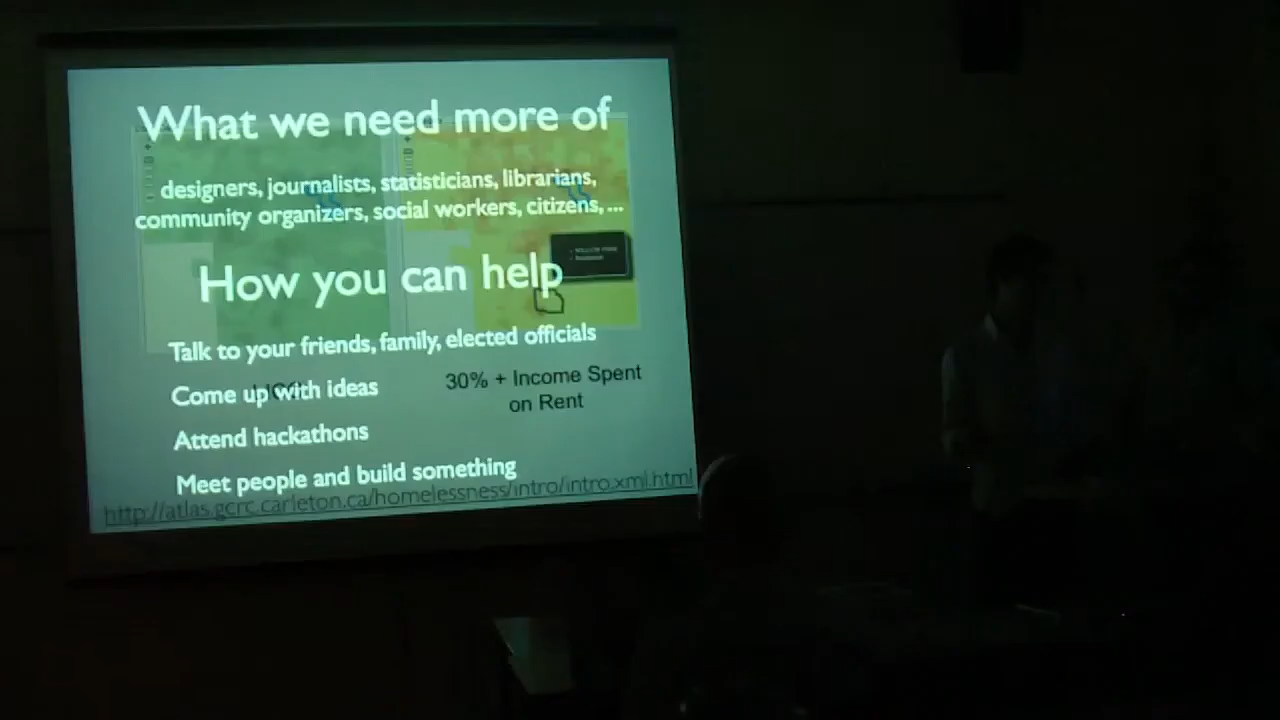 What we need more of
designers, journalists, statisticians, librarians,
community organizers, social workers, citizens, ...
How you can help
Talk to your friends, family, elected officials
Come up with ideas
30% + Income Spent
on Rent
Attend hackathons
Meet people and build something
http://atlas.gcrc.carleton.ca/homelessness/intro/intro.xml.html